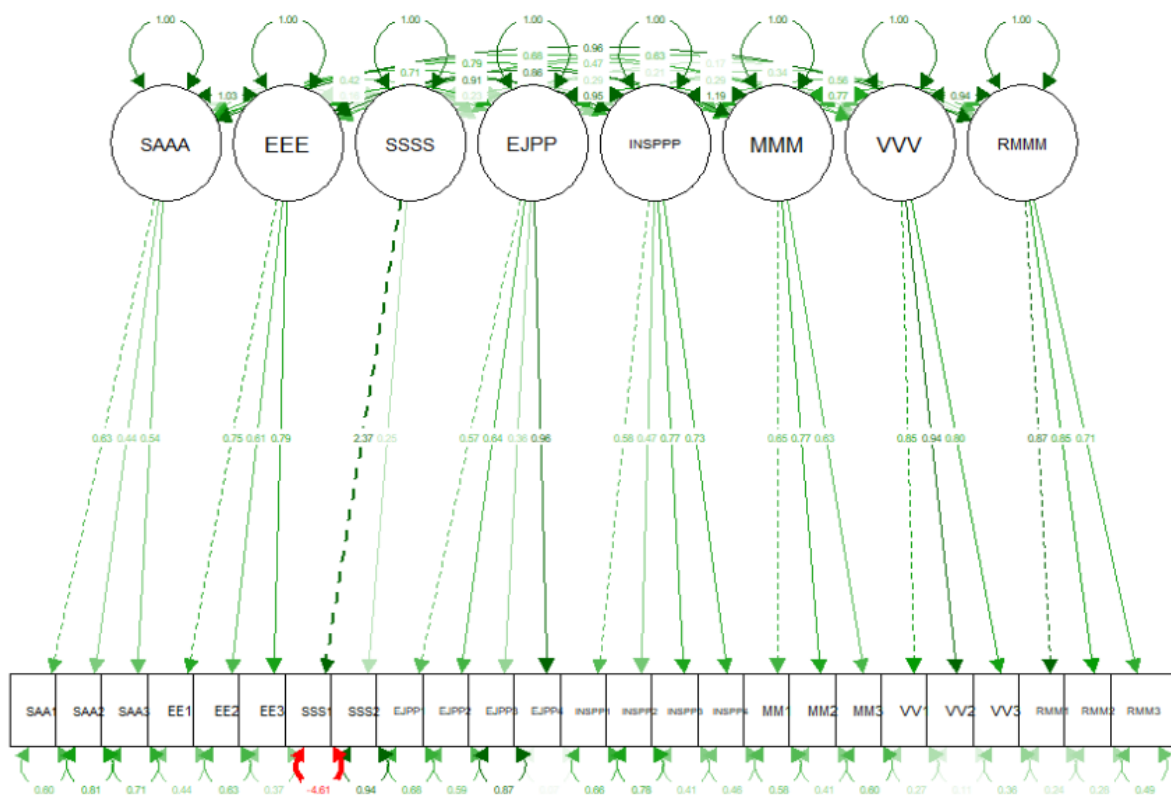 1.00 1.00 1.00 1.00 1.00 1.00 1.00 1.00
0.96
0.68 0.63
0.79 0.47 0.17
0.71 0.86 0.21 0.34
0.42 0.91 0.29 0.29 0.56
1.03 0.23 0.95 1.19 0.77 0.94
SAAA EEE SSSS EJPP INSPPP MMM VVV RMMM
0.63 0.44 0.54 0.75 0.61 0.79 2.37 0.25 0.57 0.64 0.36 0.96 0.58 0.47 0.77 0.73 0.65 0.77 0.63 0.85 0.94 0.80 0.87 0.85 0.71
SAA1 SAA2 SAA3 EE1 EE2 EE3 SSS1 SSS2 EJPP1 EJPP2 EJPP3 EJPP4 INSPP1 INSPP2 INSPP3 INSPP4 MM1 MM2 MM3 VV1 VV2 VV3 RMM1 RMM2 RMM3
0.60 0.81 0.71 0.44 0.63 0.37 -4.61 0.94 0.68 0.59 0.87 0.66 0.78 0.41 0.46 0.58 0.41 0.60 0.27 0.11 0.36 0.24 0.28 0.49